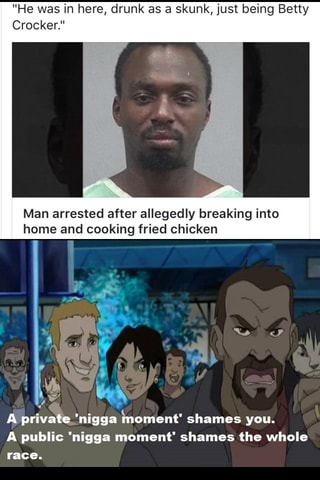 "He was in here, drunk as a skunk, just being Betty
Crocker."
Man arrested after allegedly breaking into
home and cooking fried chicken
A private 'nigga moment' shames you.
A public 'nigga moment' shames the whole
race.